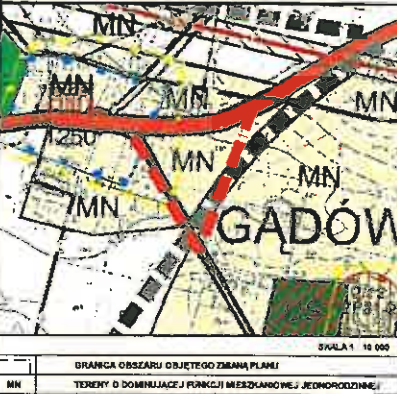 MN
MN
MN
MN
1250
MN
MN
MN
GĄDÓW
SKALA 1 : 10 000
GRANICA OBSZARU OBJĘTEGO ZMIANĄ PLANU
MN TERENY O DOMINUJĄCEJ FUNKCJI MIESZKANIOWEJ JEDNORODZINNEJ